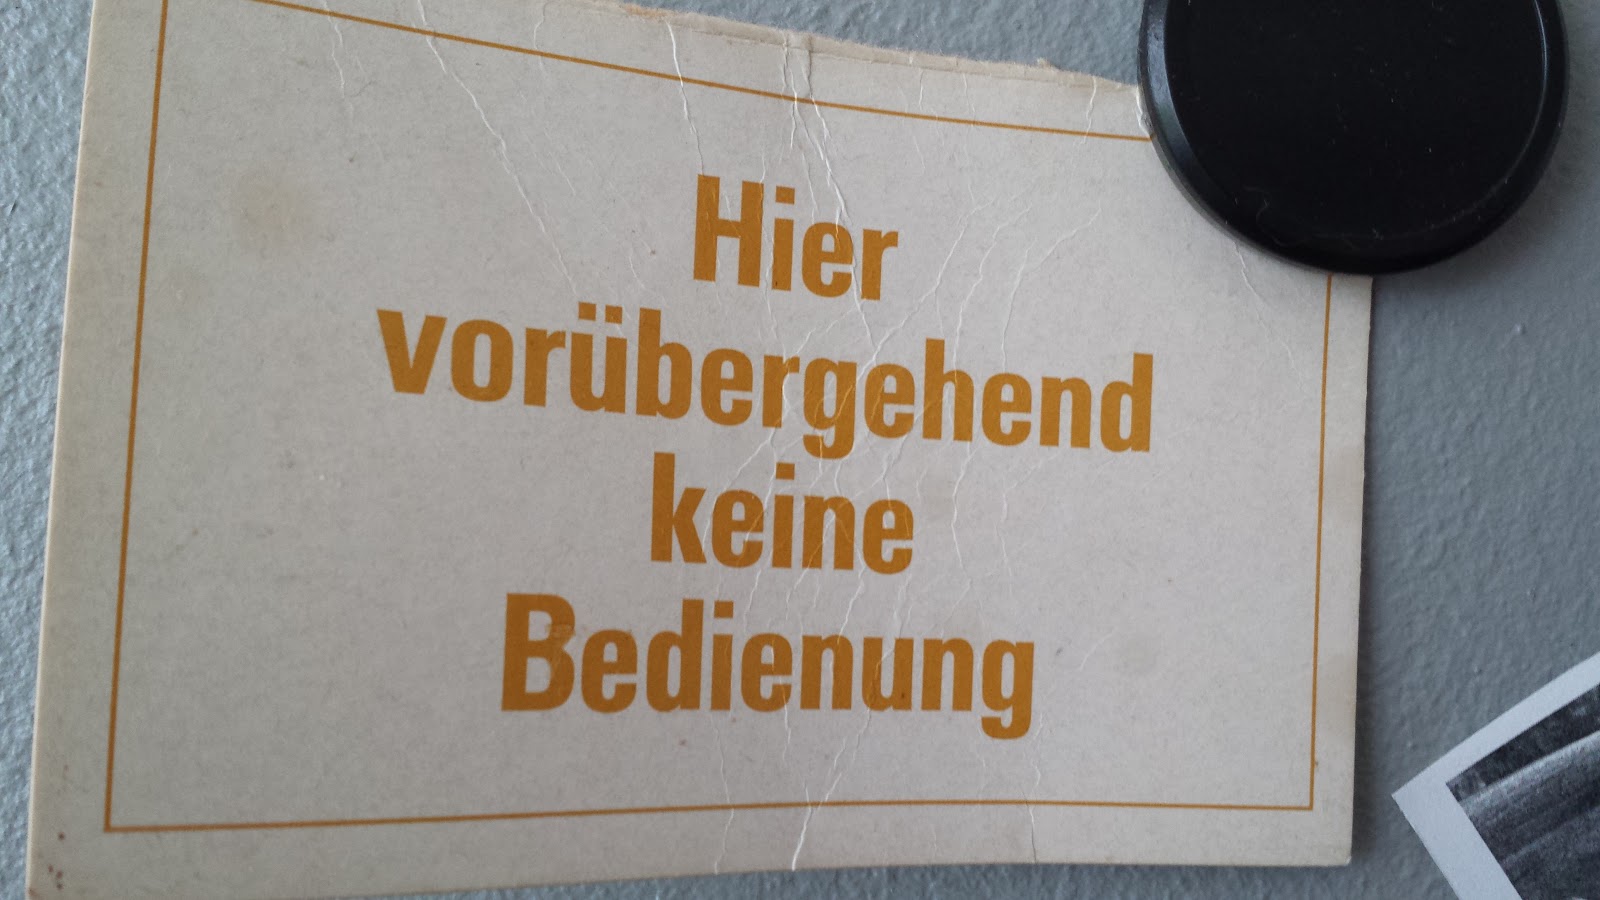 Hier
vorübergehend
keine
Bedienung